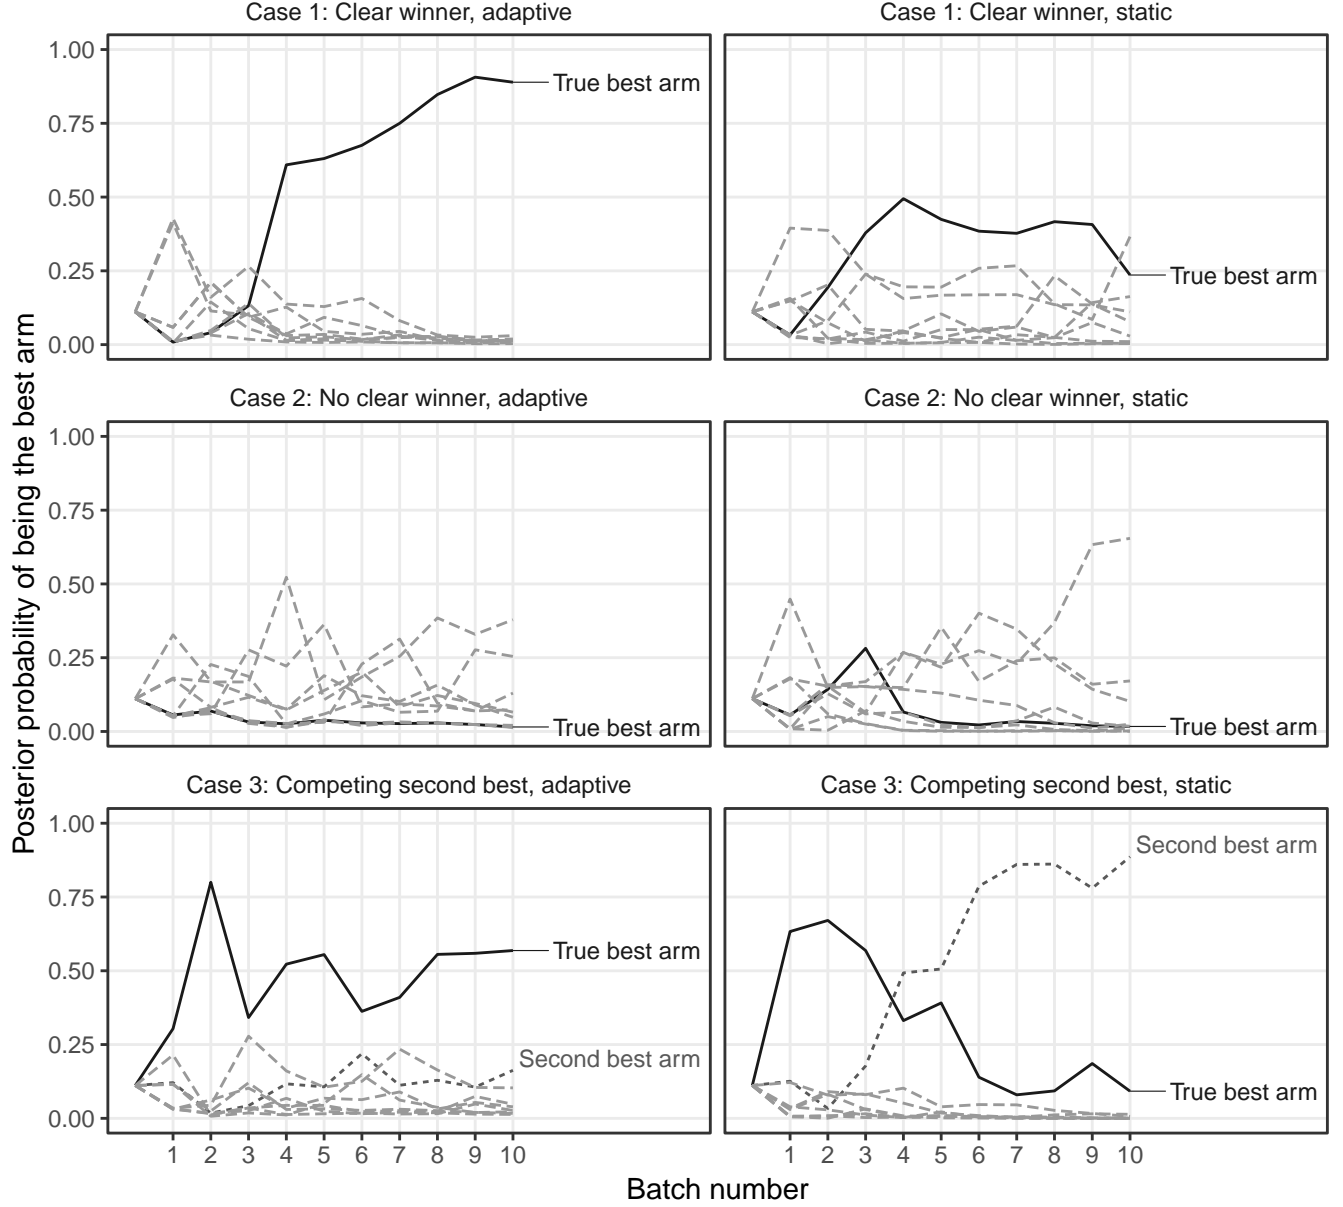 Case 1: Clear winner, adaptive
Case 1: Clear winner, static
1.00
0.75
0.50
0.25
0.00
True best arm
True best arm
Case 2: No clear winner, adaptive
Case 2: No clear winner, static
1.00
0.75
0.50
0.25
0.00
True best arm
True best arm
Posterior probability of being the best arm
Case 3: Competing second best, adaptive
Case 3: Competing second best, static
1.00
0.75
0.50
0.25
0.00
True best arm
Second best arm
Second best arm
True best arm
1 2 3 4 5 6 7 8 9 10
1 2 3 4 5 6 7 8 9 10
Batch number